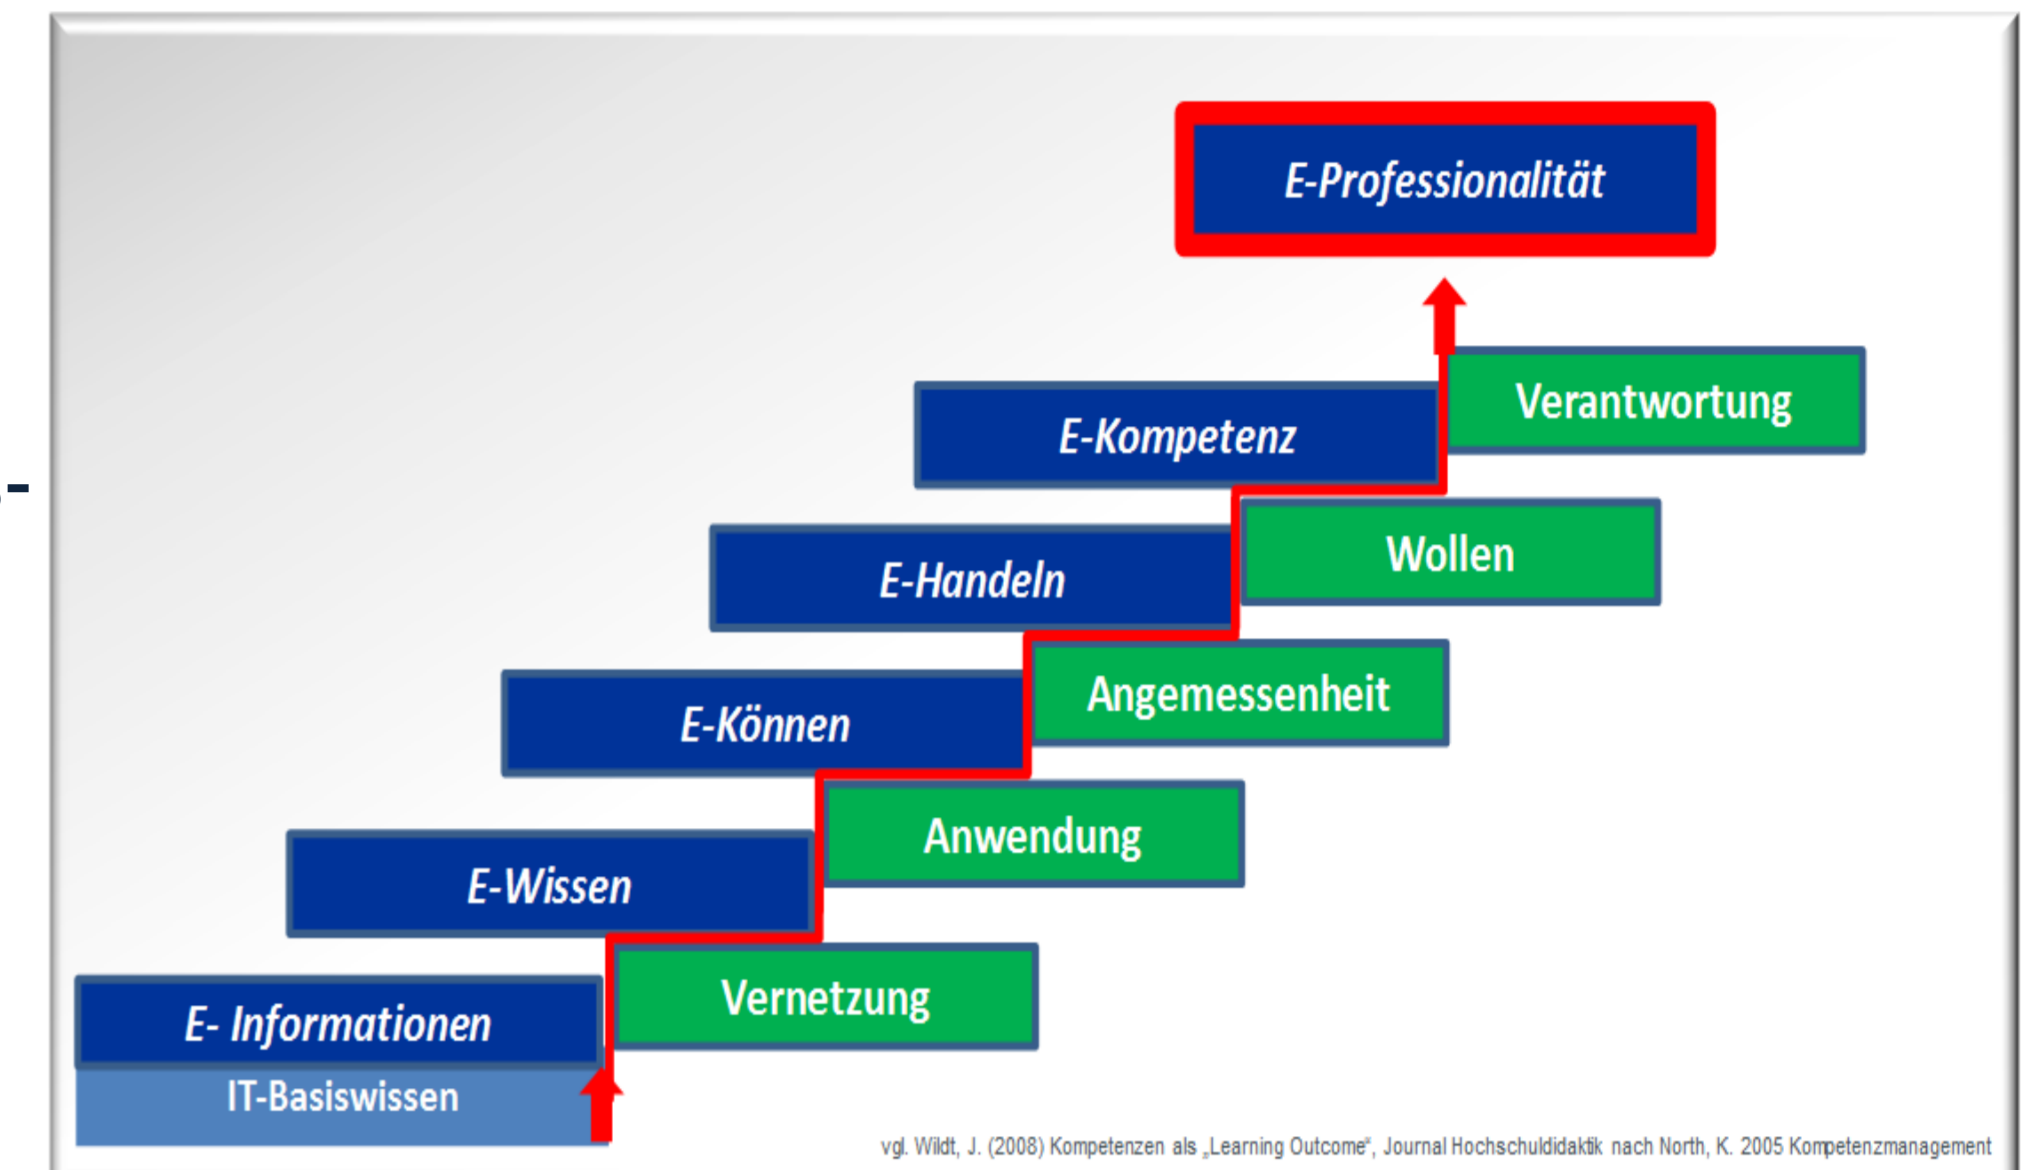 E-Professionalität
Verantwortung
E-Kompetenz
Wollen
E-Handeln
Angemessenheit
E-Können
Anwendung
E-Wissen
Vernetzung
E- Informationen
IT-Basiswissen
vgl. Wildt, J. (2008) Kompetenzen als „Learning Outcome“, Journal Hochschuldidaktik nach North, K. 2005 Kompetenzmanagement